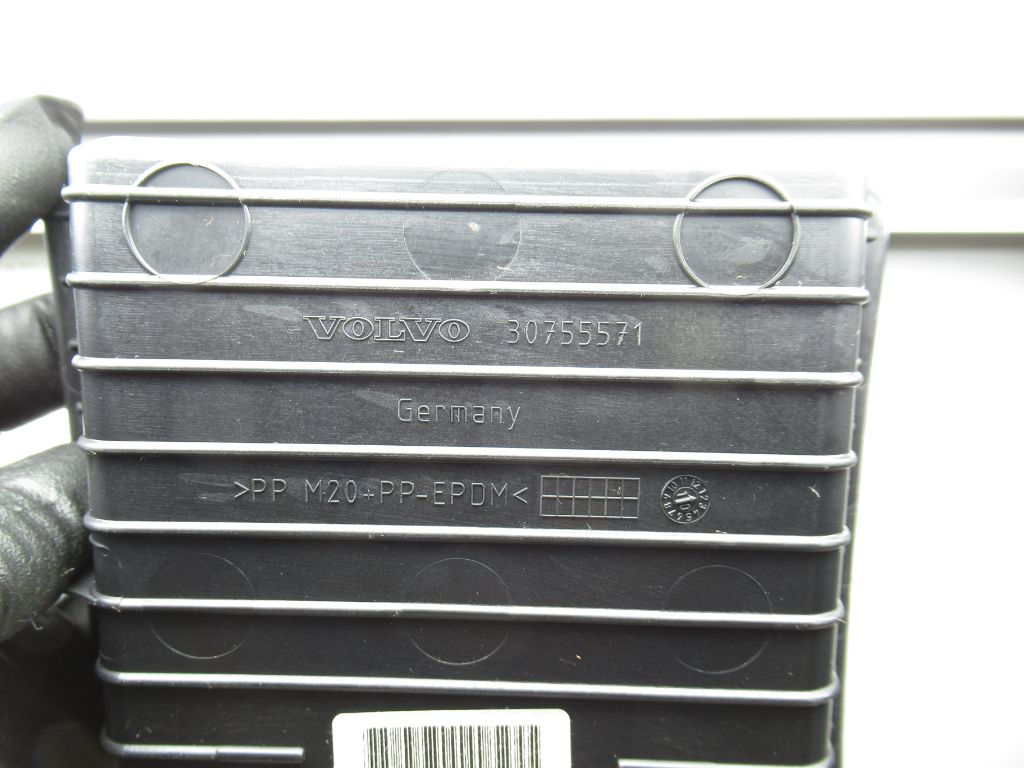 VOLVO 30755571
Germany
>PP M20+PP-EPDM<